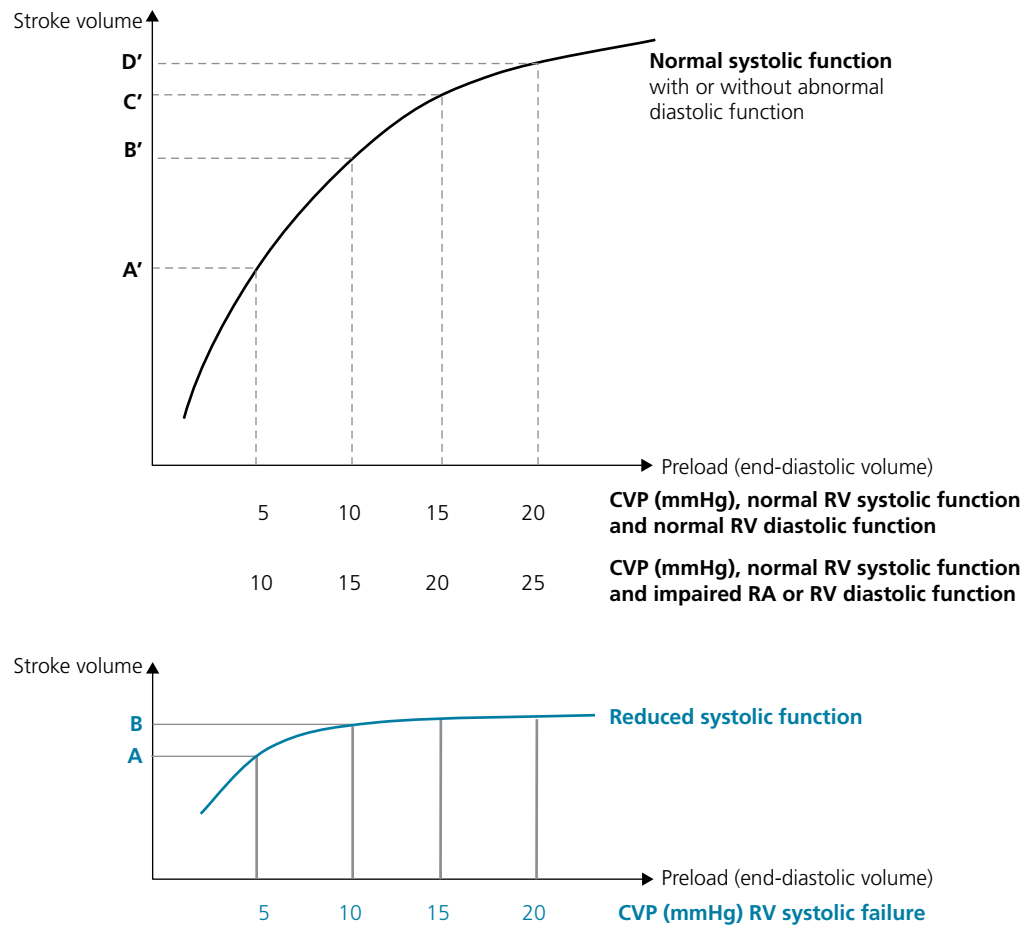 Stroke volume
D’
C’
B’
A’
Normal systolic function
with or without abnormal
diastolic function
Preload (end-diastolic volume)
5 10 15 20
CVP (mmHg), normal RV systolic function
and normal RV diastolic function
10 15 20 25
CVP (mmHg), normal RV systolic function
and impaired RA or RV diastolic function
Stroke volume
B
A
Reduced systolic function
Preload (end-diastolic volume)
5 10 15 20 CVP (mmHg) RV systolic failure